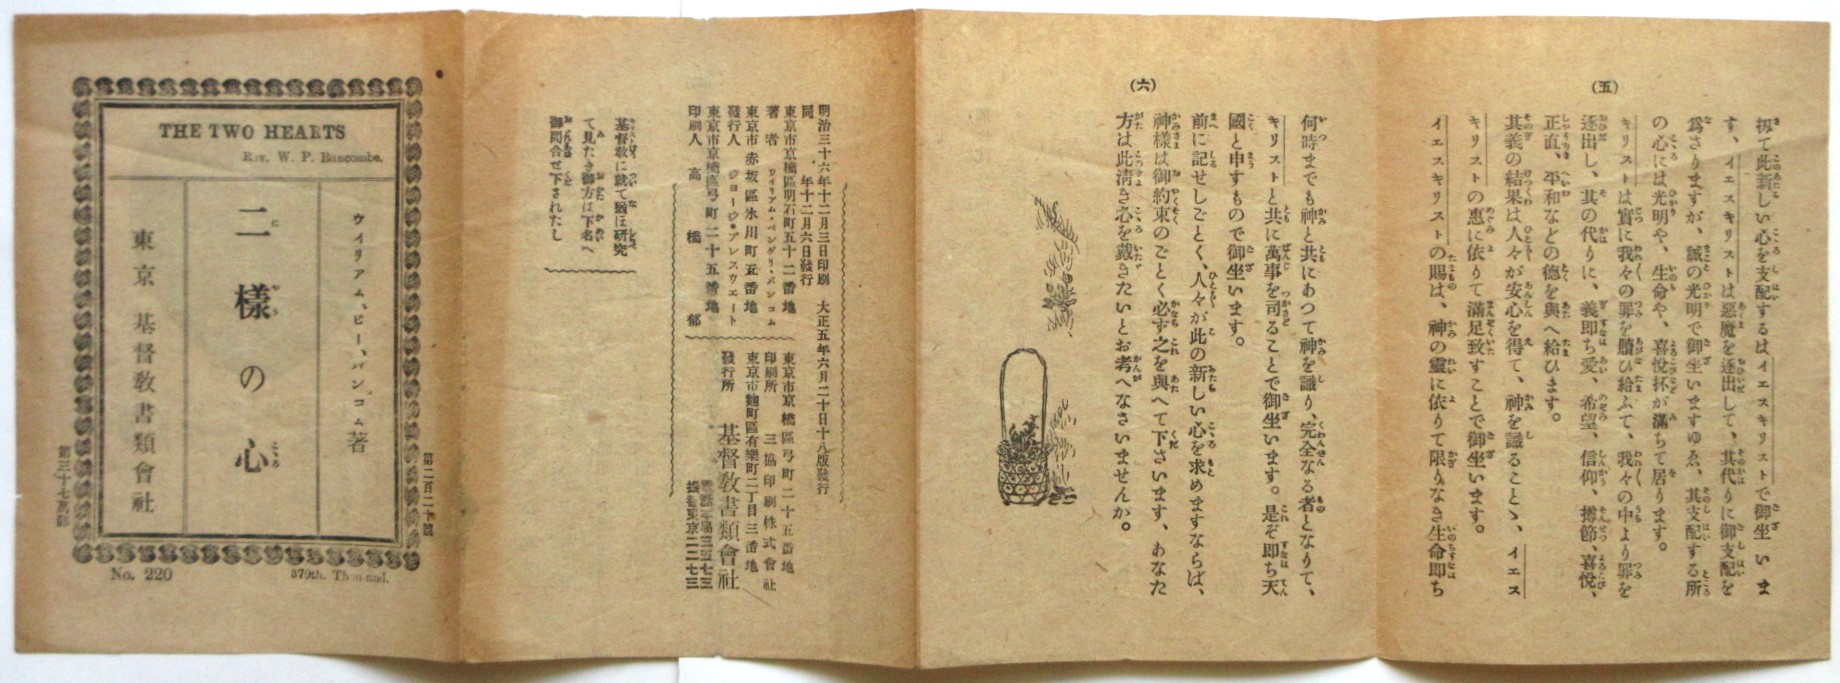 (五)
扨て此新しい心を支配するはイエスキリストで御坐いま
す、イエスキリストは惡魔を逐出して、其代りに御支配を
爲さりますが、誠の光明で御坐いますゆゑ、其支配する所
の心には光明や、生命や、喜悅抔が滿ちて居ります。
キリストは實に我々の罪を贖ひ給ふて、我々の中より罪を
逐出し、其の代りに、義即ち愛、希望、信仰、撙節、喜悅、
正直、平和などの德を與へ給ひます。
其義の結果は人々が安心を得て、神を識ることゝ、イエス
キリストの惠に依りて滿足致すことで御坐います。
イエスキリストの賜は、神の靈に依りて限りなき生命即ち
(六)
何時までも神と共にあつて神を識り、完全なる者となりて、
キリストと共に萬事を司ることで御坐います。是ぞ即ち天
國と申すもので御坐います。
前に記せしごとく、人々が此の新しい心を求めますならば、
神樣は御約束のごとく必ず之を與へて下さいます、あなた
方は此淸き心を戴きたいとお考へなさいませんか。
明治三十六年十二月三日印刷 大正五年六月二十日十八版發行
同 年十二月六日發行
東京市京橋區明石町五十二番地
著者 ウイリアム・ペングリ・バンコム
東京市赤坂區氷川町五番地
發行人 ジヨージ・ブレスウエート
東京市京橋區弓町二十五番地
印刷人 高橋郁
東京市京橋區弓町二十五番地
印刷所 三協印刷株式會社
東京市麴町區有樂町二丁目三番地
發行所 基督敎書類會社
基督敎に就て猶ほ研究
て見たき御方は下名へ
御問合せ下されたし
第二百二十號
THE TWO HEARTS
Rev. W. P. Buncombe.
ウイリアム、ピー、バンコム著
二樣の心
東京 基督敎書類會社
第三十七萬部
No. 220
370th. Thousand.